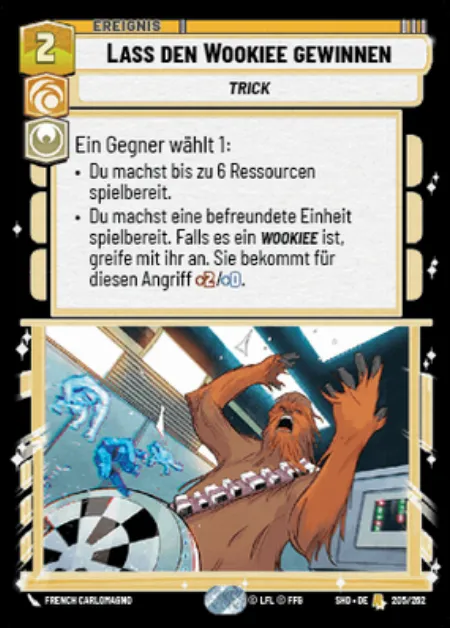 EREIGNIS
2
LASS DEN WOOKIEE GEWINNEN
TRICK
Ein Gegner wählt 1:
• Du machst bis zu 6 Ressourcen
spielbereit.
• Du machst eine befreundete Einheit
spielbereit. Falls es ein WOOKIEE ist,
greife mit ihr an. Sie bekommt für
diesen Angriff +2/+0.
FRENCH CARLOMAGNO
© LFL © FFG
SHD • DE
205/262